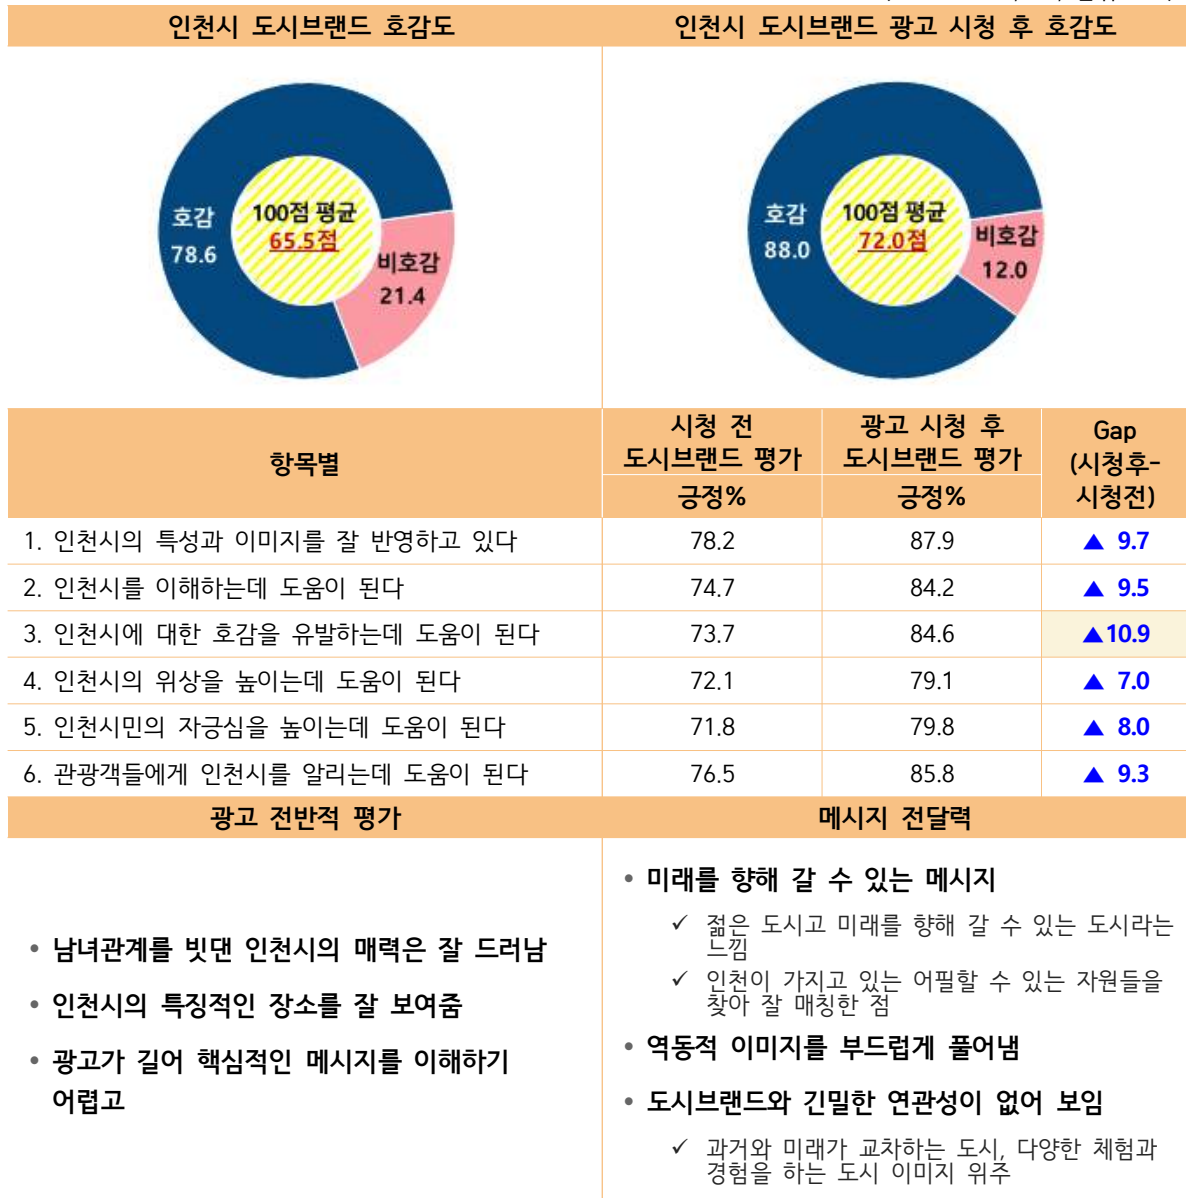 인천시 도시브랜드 호감도
인천시 도시브랜드 광고 시청 후 호감도
호감
78.6
100점 평균
65.5점
비호감
21.4
호감
88.0
100점 평균
72.0점
비호감
12.0
항목별
시청 전
도시브랜드 평가
광고 시청 후
도시브랜드 평가
Gap
(시청후-
시청전)
긍정%
긍정%
1. 인천시의 특성과 이미지를 잘 반영하고 있다 78.2 87.9 ▲ 9.7
2. 인천시를 이해하는데 도움이 된다 74.7 84.2 ▲ 9.5
3. 인천시에 대한 호감을 유발하는데 도움이 된다 73.7 84.6 ▲10.9
4. 인천시의 위상을 높이는데 도움이 된다 72.1 79.1 ▲ 7.0
5. 인천시민의 자긍심을 높이는데 도움이 된다 71.8 79.8 ▲ 8.0
6. 관광객들에게 인천시를 알리는데 도움이 된다 76.5 85.8 ▲ 9.3
광고 전반적 평가
메시지 전달력
• 남녀관계를 빗댄 인천시의 매력은 잘 드러남
• 인천시의 특징적인 장소를 잘 보여줌
• 광고가 길어 핵심적인 메시지를 이해하기
어렵고
• 미래를 향해 갈 수 있는 메시지
✓ 젊은 도시고 미래를 향해 갈 수 있는 도시라는
느낌
✓ 인천이 가지고 있는 어필할 수 있는 자원들을
찾아 잘 매칭한 점
• 역동적 이미지를 부드럽게 풀어냄
• 도시브랜드와 긴밀한 연관성이 없어 보임
✓ 과거와 미래가 교차하는 도시, 다양한 체험과
경험을 하는 도시 이미지 위주